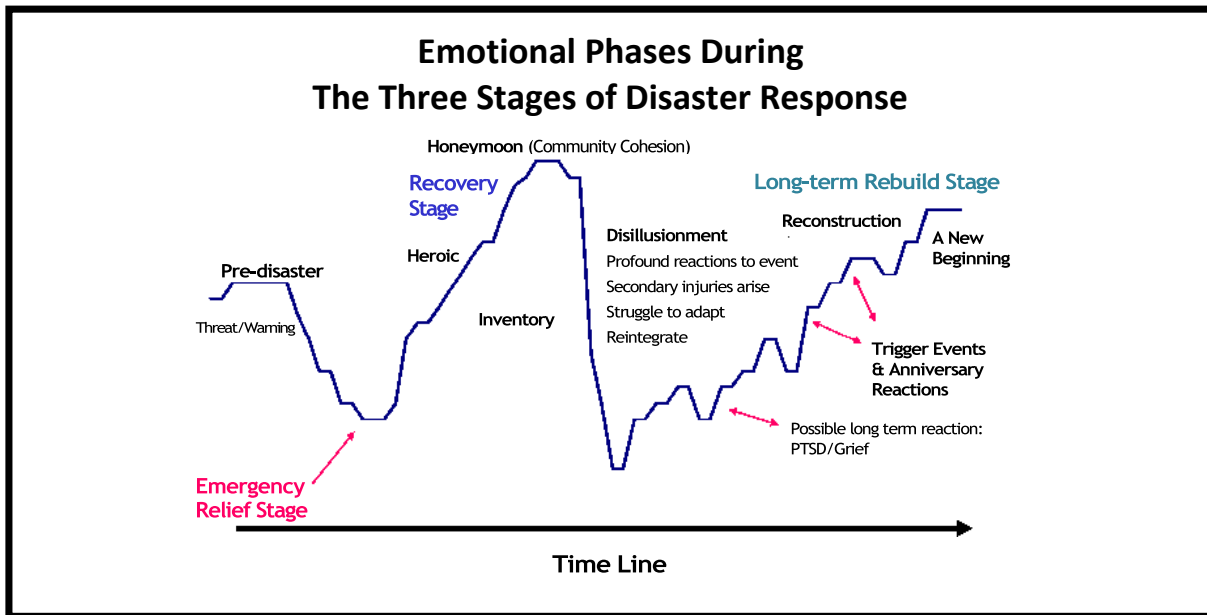 Emotional Phases During
The Three Stages of Disaster Response
Honeymoon (Community Cohesion)
Recovery
Stage
Long-term Rebuild Stage
Reconstruction
Disillusionment
A New
Beginning
Heroic
Profound reactions to event
Pre-disaster
Secondary injuries arise
Inventory
Struggle to adapt
Threat/Warning
Reintegrate
Trigger Events
& Anniversary
Reactions
Possible long term reaction:
PTSD/Grief
Emergency
Relief Stage
Time Line